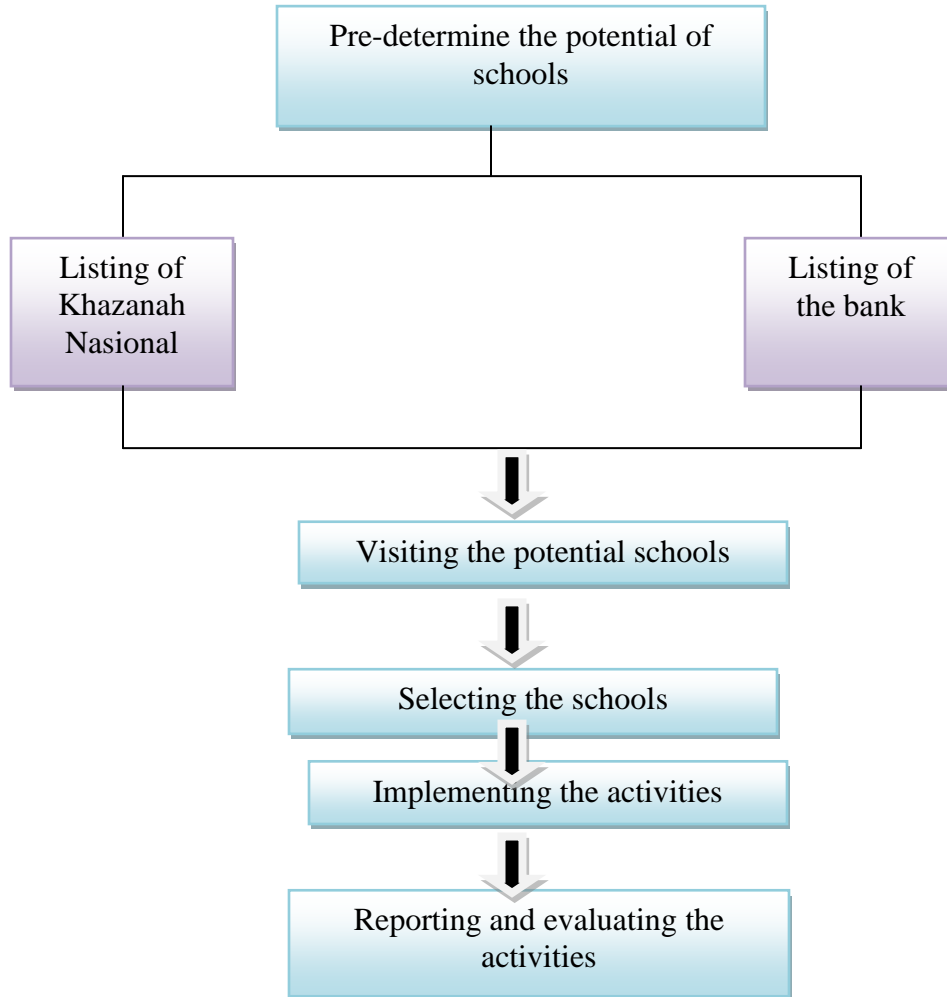 Pre-determine the potential of
schools
Listing of
Khazanah
Nasional
Listing of
the bank
Visiting the potential schools
Selecting the schools
Implementing the activities
Reporting and evaluating the
activities